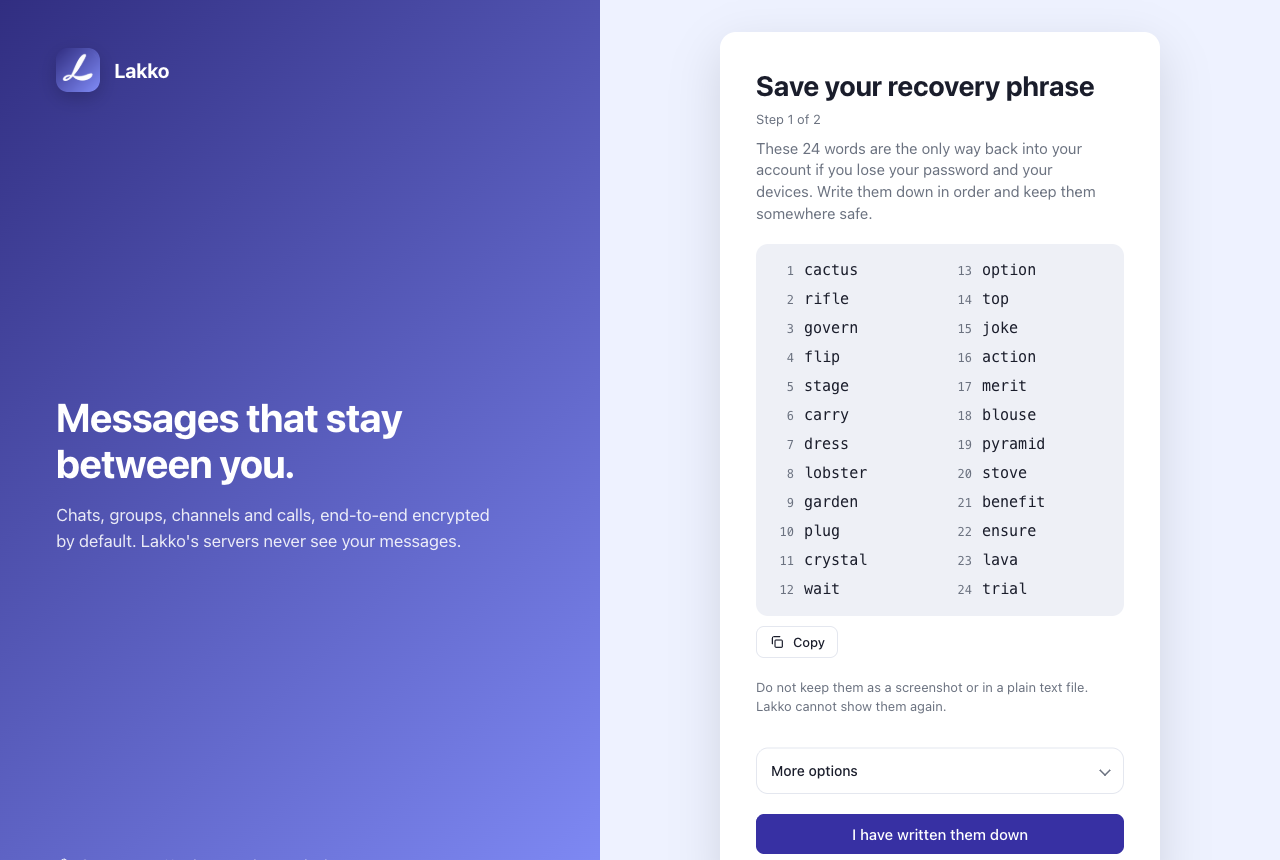 Lakko
Messages that stay
between you.
Chats, groups, channels and calls, end-to-end encrypted
by default. Lakko's servers never see your messages.
Save your recovery phrase
Step 1 of 2
These 24 words are the only way back into your
account if you lose your password and your
devices. Write them down in order and keep them
somewhere safe.
1 cactus
2 rifle
3 govern
4 flip
5 stage
6 carry
7 dress
8 lobster
9 garden
10 plug
11 crystal
12 wait
13 option
14 top
15 joke
16 action
17 merit
18 blouse
19 pyramid
20 stove
21 benefit
22 ensure
23 lava
24 trial
Copy
Do not keep them as a screenshot or in a plain text file.
Lakko cannot show them again.
More options
I have written them down